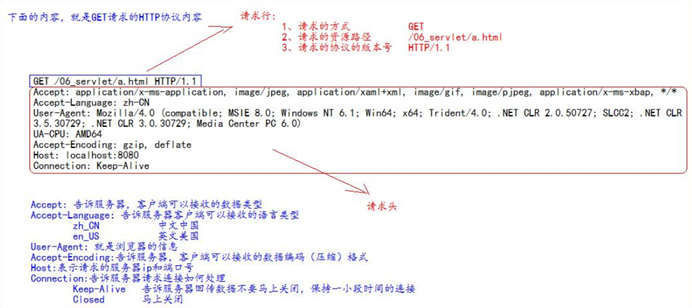 下面的内容，就是GET请求的HTTP协议内容
请求行：
1、请求的方式 GET
2、请求的资源路径 /06_servlet/a.html
3、请求的协议的版本号 HTTP/1.1
GET /06_servlet/a.html HTTP/1.1
Accept: application/x-ms-application, image/jpeg, application/xaml+xml, image/gif, image/pjpeg, application/x-ms-xbap, */*
Accept-Language: zh-CN
User-Agent: Mozilla/4.0 (compatible; MSIE 8.0; Windows NT 6.1; Win64; x64; Trident/4.0; .NET CLR 2.0.50727; SLCC2; .NET CLR
3.5.30729; .NET CLR 3.0.30729; Media Center PC 6.0)
UA-CPU: AMD64
Accept-Encoding: gzip, deflate
Host: localhost:8080
Connection: Keep-Alive
请求头
Accept: 告诉服务器，客户端可以接收的数据类型
Accept-Language: 告诉服务器客户端可以接收的语言类型
zh_CN 中文中国
en_US 英文美国
User-Agent: 就是浏览器的信息
Accept-Encoding:告诉服务器，客户端可以接收的数据编码（压缩）格式
Host:表示请求的服务器ip和端口号
Connection:告诉服务器请求连接如何处理
Keep-Alive 告诉服务器回传数据不要马上关闭，保持一小段时间的连接
Closed 马上关闭